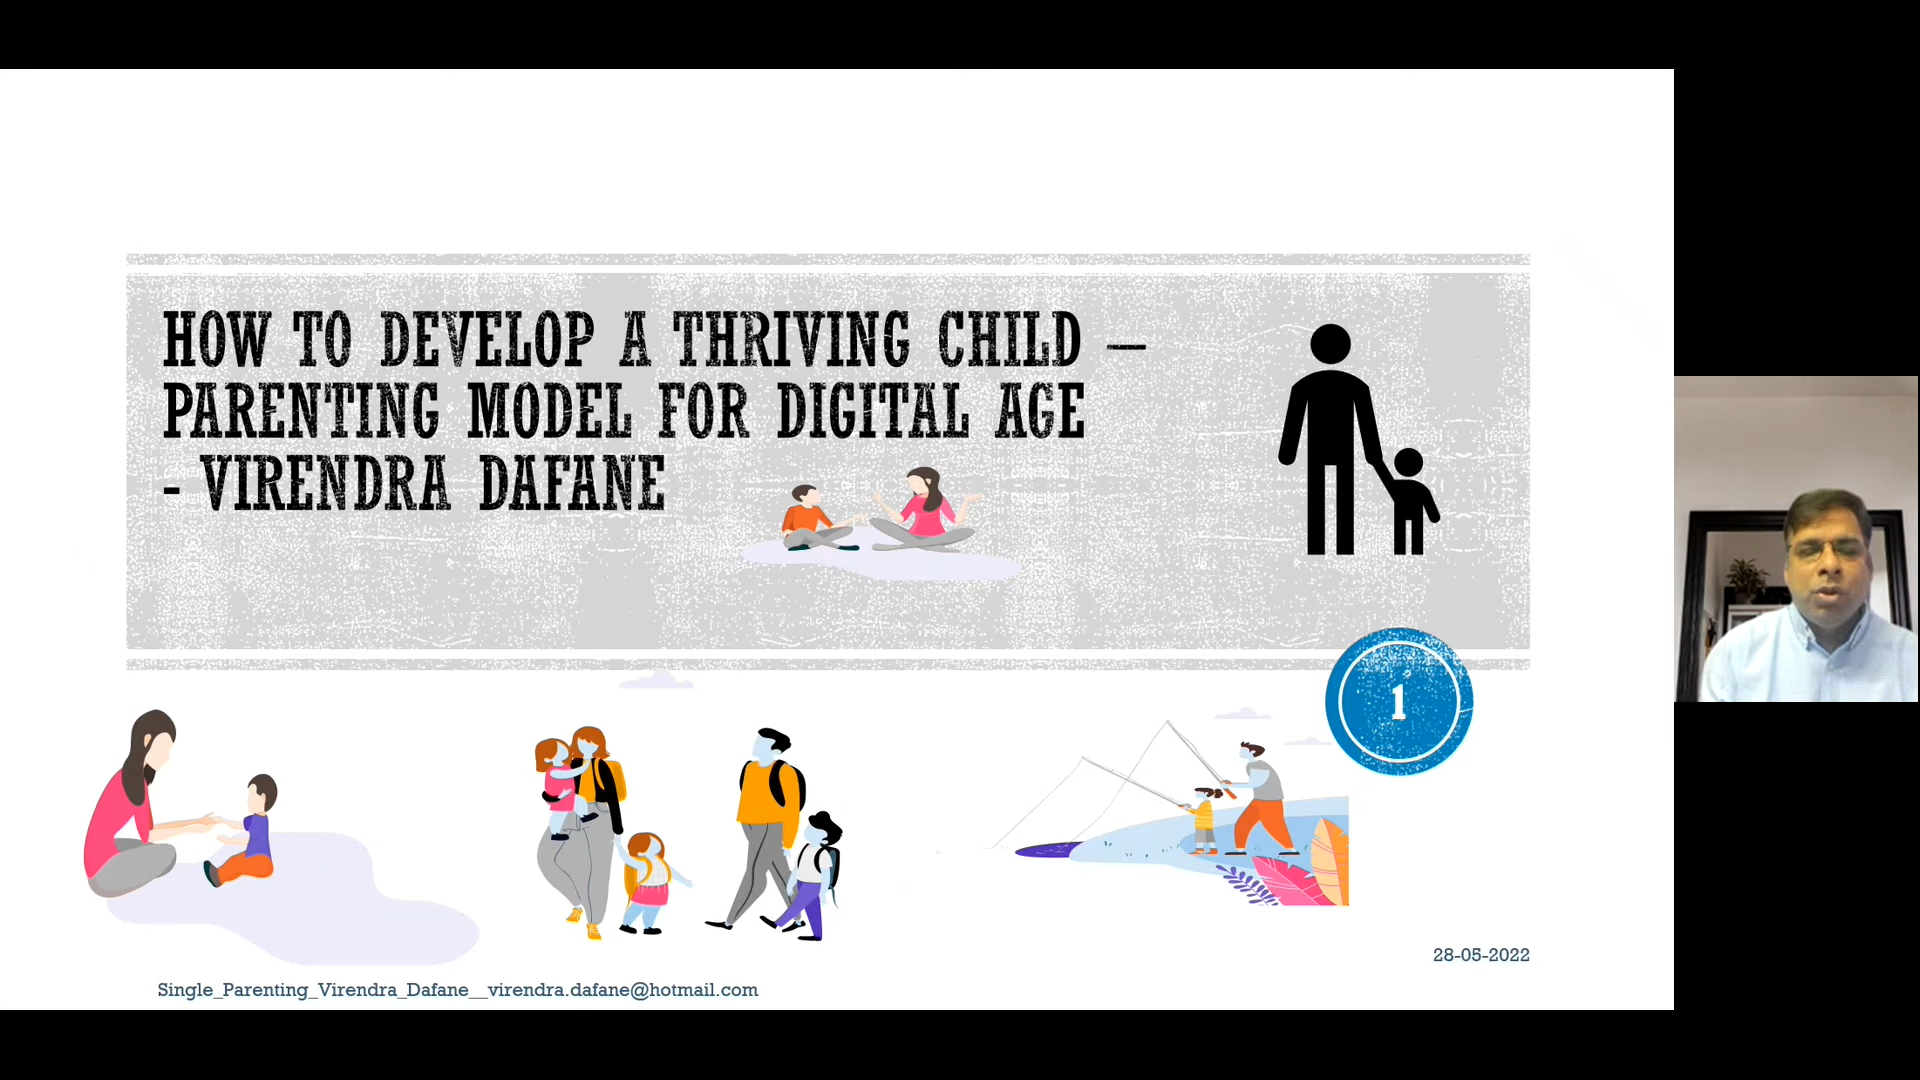 HOW TO DEVELOP A THRIVING CHILD –
PARENTING MODEL FOR DIGITAL AGE
- VIRENDRA DAFANE
1
28-05-2022
Single_Parenting_Virendra_Dafane__virendra.dafane@hotmail.com